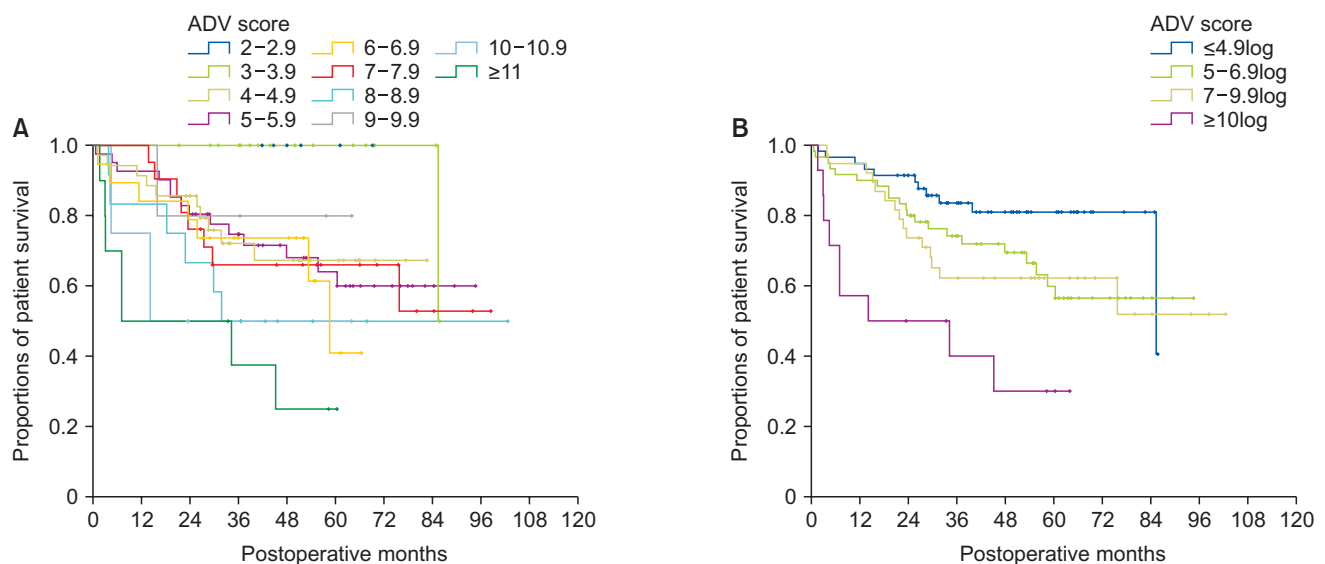 A
ADV score
2–2.9 6–6.9 10–10.9
3–3.9 7–7.9 ≥11
4–4.9 8–8.9
5–5.9 9–9.9
Proportions of patient survival
1.0
0.8
0.6
0.4
0.2
0
0 12 24 36 48 60 72 84 96 108 120
Postoperative months
B
ADV score
≤4.9log
5–6.9log
7–9.9log
≥10log
Proportions of patient survival
1.0
0.8
0.6
0.4
0.2
0
0 12 24 36 48 60 72 84 96 108 120
Postoperative months